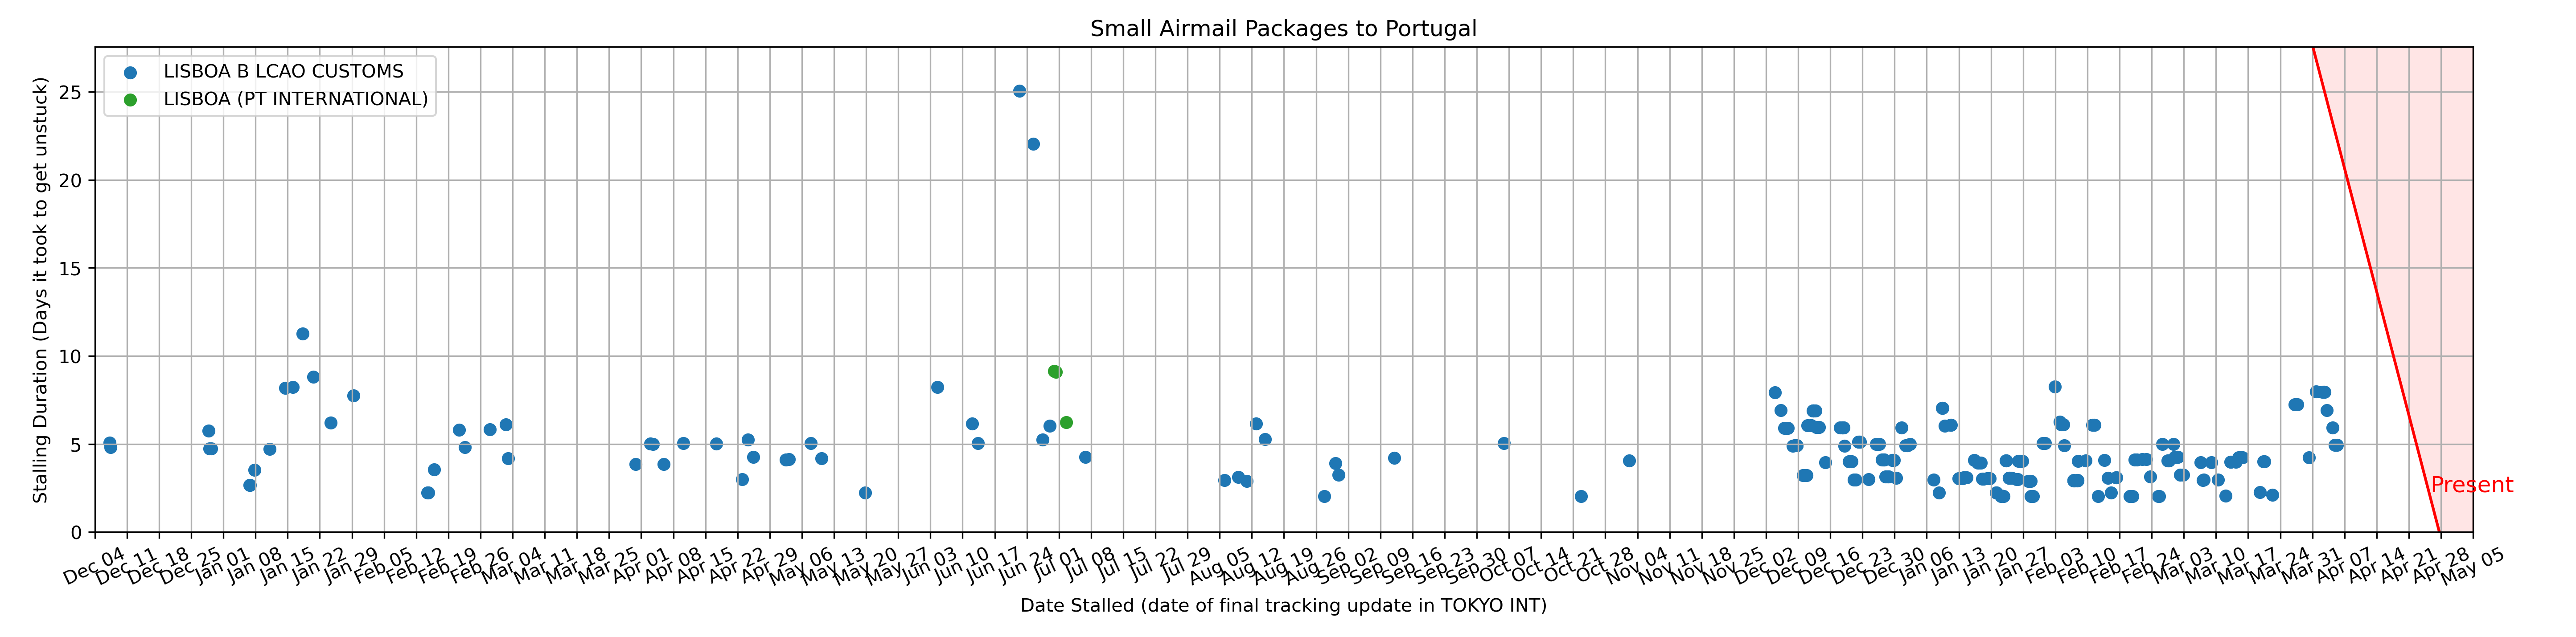 Small Airmail Packages to Portugal
LISBOA B LCAO CUSTOMS
LISBOA (PT INTERNATIONAL)
Stalling Duration (Days it took to get unstuck)
25
20
15
10
5
0
Present
Dec 04 Dec 11 Dec 18 Dec 25 Jan 01 Jan 08 Jan 15 Jan 22 Jan 29 Feb 05 Feb 12 Feb 19 Feb 26 Mar 04 Mar 11 Mar 18 Mar 25 Apr 01 Apr 08 Apr 15 Apr 22 Apr 29 May 06 May 13 May 20 May 27 Jun 03 Jun 10 Jun 17 Jun 24 Jul 01 Jul 08 Jul 15 Jul 22 Jul 29 Aug 05 Aug 12 Aug 19 Aug 26 Sep 02 Sep 09 Sep 16 Sep 23 Sep 30 Oct 07 Oct 14 Oct 21 Oct 28 Nov 04 Nov 11 Nov 18 Nov 25 Dec 02 Dec 09 Dec 16 Dec 23 Dec 30 Jan 06 Jan 13 Jan 20 Jan 27 Feb 03 Feb 10 Feb 17 Feb 24 Mar 03 Mar 10 Mar 17 Mar 24 Mar 31 Apr 07 Apr 14 Apr 21 Apr 28 May 05
Date Stalled (date of final tracking update in TOKYO INT)